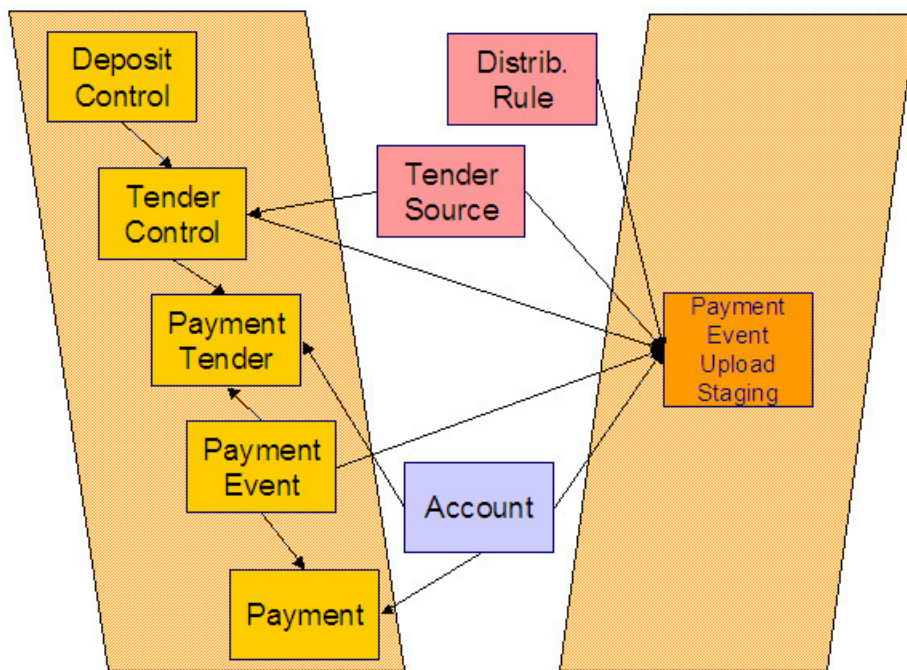 Deposit
Control
Distrib.
Rule
Tender
Control
Tender
Source
Payment
Tender
Payment
Event
Upload
Staging
Payment
Event
Account
Payment